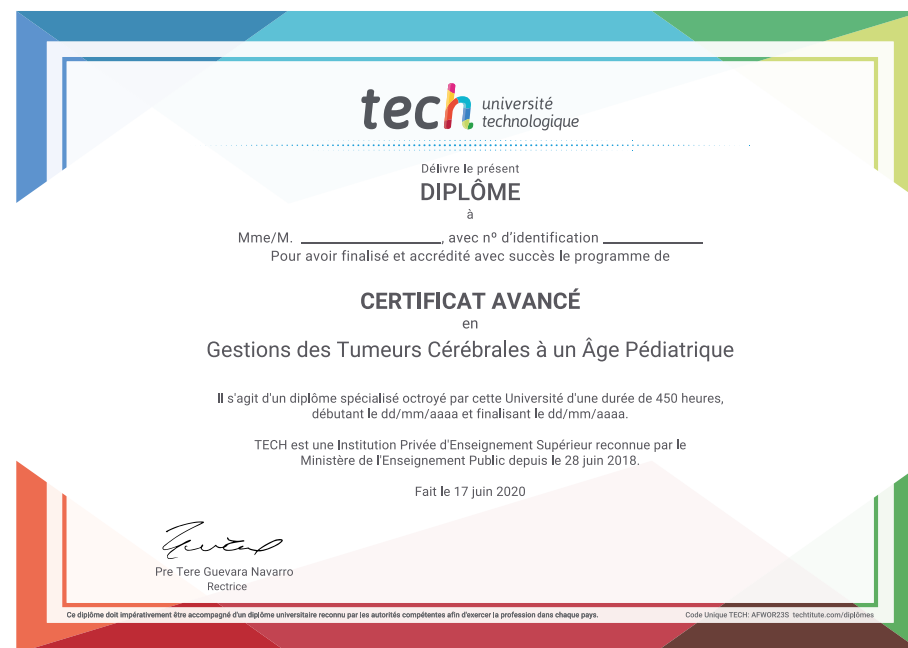 tech université
technologique
Délivre le présent
DIPLÔME
à
Mme/M. ____________________, avec nº d'identification ______________
Pour avoir finalisé et accrédité avec succès le programme de
CERTIFICAT AVANCÉ
en
Gestions des Tumeurs Cérébrales à un Âge Pédiatrique
Il s'agit d'un diplôme spécialisé octroyé par cette Université d'une durée de 450 heures,
débutant le dd/mm/aaaa et finalisant le dd/mm/aaaa.
TECH est une Institution Privée d'Enseignement Supérieur reconnue par le
Ministère de l'Enseignement Public depuis le 28 juin 2018.
Fait le 17 juin 2020
Pre Tere Guevara Navarro
Rectrice
Ce diplôme doit impérativement être accompagné d'un diplôme universitaire reconnu par les autorités compétentes afin d'exercer la profession dans chaque pays.
Code Unique TECH: AFWOR23S techtitute.com/diplômes